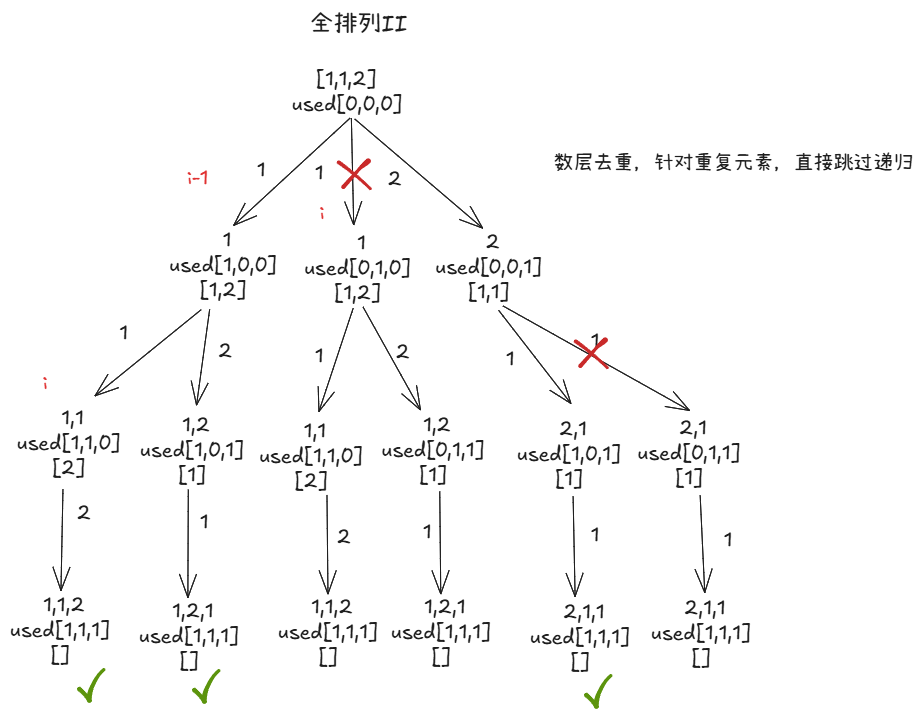 全排列II
[1,1,2]
used[0,0,0]
数层去重，针对重复元素，直接跳过递归
i-1
1
1
2
i
1
used[1,0,0]
[1,2]
1
used[0,1,0]
[1,2]
2
used[0,0,1]
[1,1]
1
2
1
2
1
1
i
1,1
used[1,1,0]
[2]
1,2
used[1,0,1]
[1]
1,1
used[1,1,0]
[2]
1,2
used[0,1,1]
[1]
2,1
used[1,0,1]
[1]
2,1
used[0,1,1]
[1]
2
1
2
1
1
1
1,1,2
used[1,1,1]
[]
1,2,1
used[1,1,1]
[]
1,1,2
used[1,1,1]
[]
1,2,1
used[1,1,1]
[]
2,1,1
used[1,1,1]
[]
2,1,1
used[1,1,1]
[]